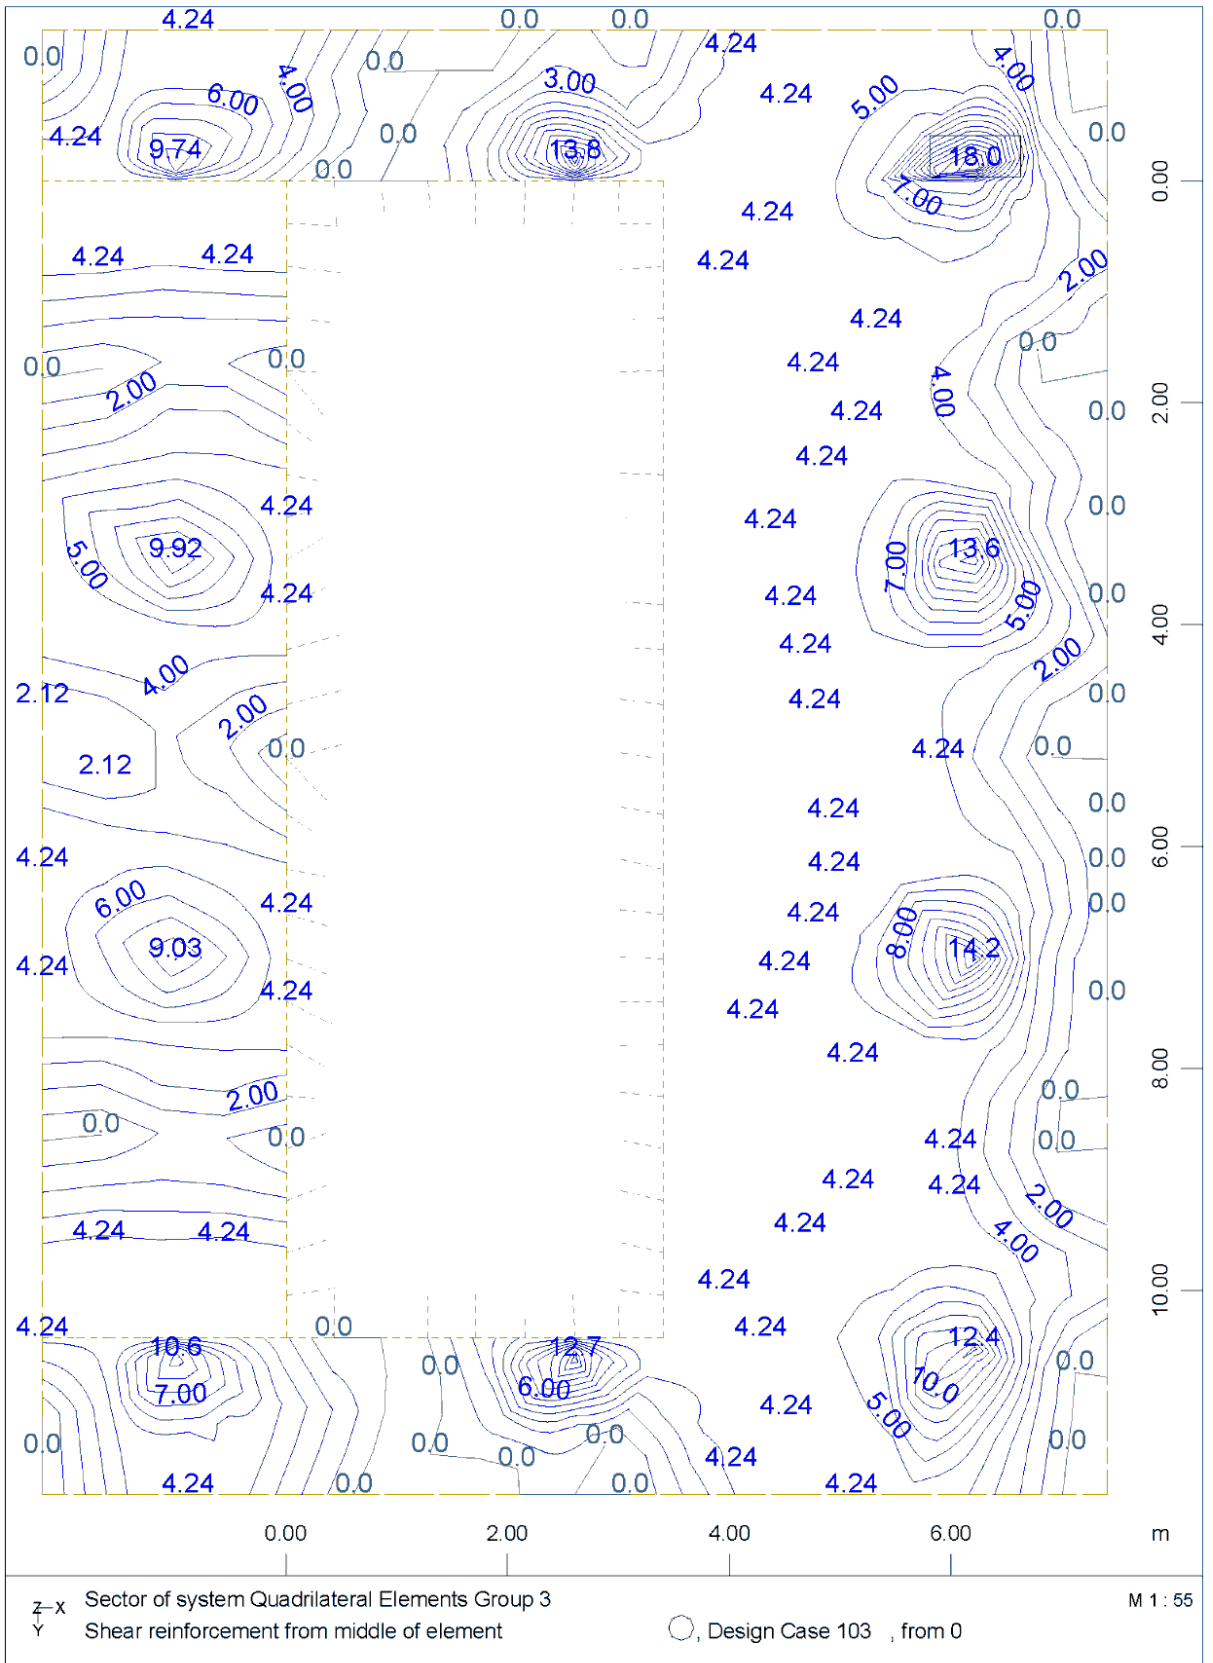 4.24 0.0 0.0 0.0
0.0 4.24
0.0 4.00 3.00 4.00
6.00 4.24 5.00
4.24 0.0 0.0
9.74 13.8 18.0
0.0 0.00
7.00
4.24
4.24 4.24 4.24
2.00
4.24
0.0 0.0 4.24 0.0
2.00 4.00 2.00
4.24 0.0
4.24
4.24 0.0
4.24
9.92 13.6
5.00 7.00
4.24 4.24 5.00 0.0
4.00
4.24
4.00 2.00
2.12 4.24 0.0
2.00
0.0 4.24 0.0
2.12
4.24 0.0
4.24 4.24 0.0 6.00
6.00 4.24 4.24 0.0
8.00
9.03 14.2
4.24 4.24
4.24 0.0
4.24
4.24
8.00
2.00 0.0
0.0 0.0 4.24 0.0
4.24 4.24
2.00
4.24 4.24 4.24
4.00
4.24 10.00
4.24 0.0 4.24
10.6 12.7 12.4
0.0 0.0
7.00 6.00 10.0
4.24 5.00
0.0 0.0 0.0 0.0
0.0 4.24
4.24 0.0 0.0 4.24
0.00 2.00 4.00 6.00 m
Z X Sector of system Quadrilateral Elements Group 3 M 1 : 55
Y Shear reinforcement from middle of element , Design Case 103 , from 0